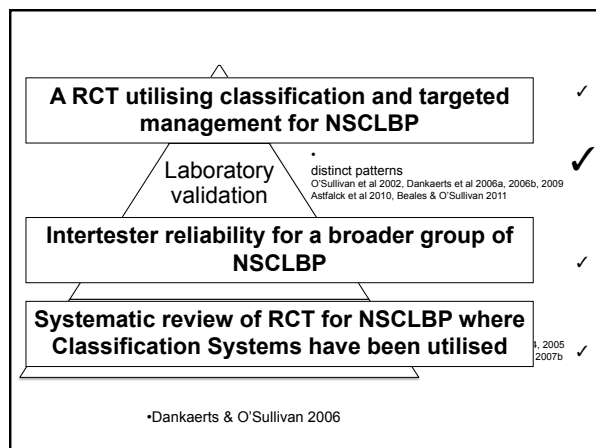 A RCT utilising classification and targeted
management for NSCLBP
✓
Laboratory
validation
•
distinct patterns
O'Sullivan et al 2002, Dankaerts et al 2006a, 2006b, 2009
Astfalck et al 2010, Beales & O'Sullivan 2011
✓
Intertester reliability for a broader group of
NSCLBP
✓
Systematic review of RCT for NSCLBP where
Classification Systems have been utilised
, 2005
2007b
✓
•Dankaerts & O'Sullivan 2006